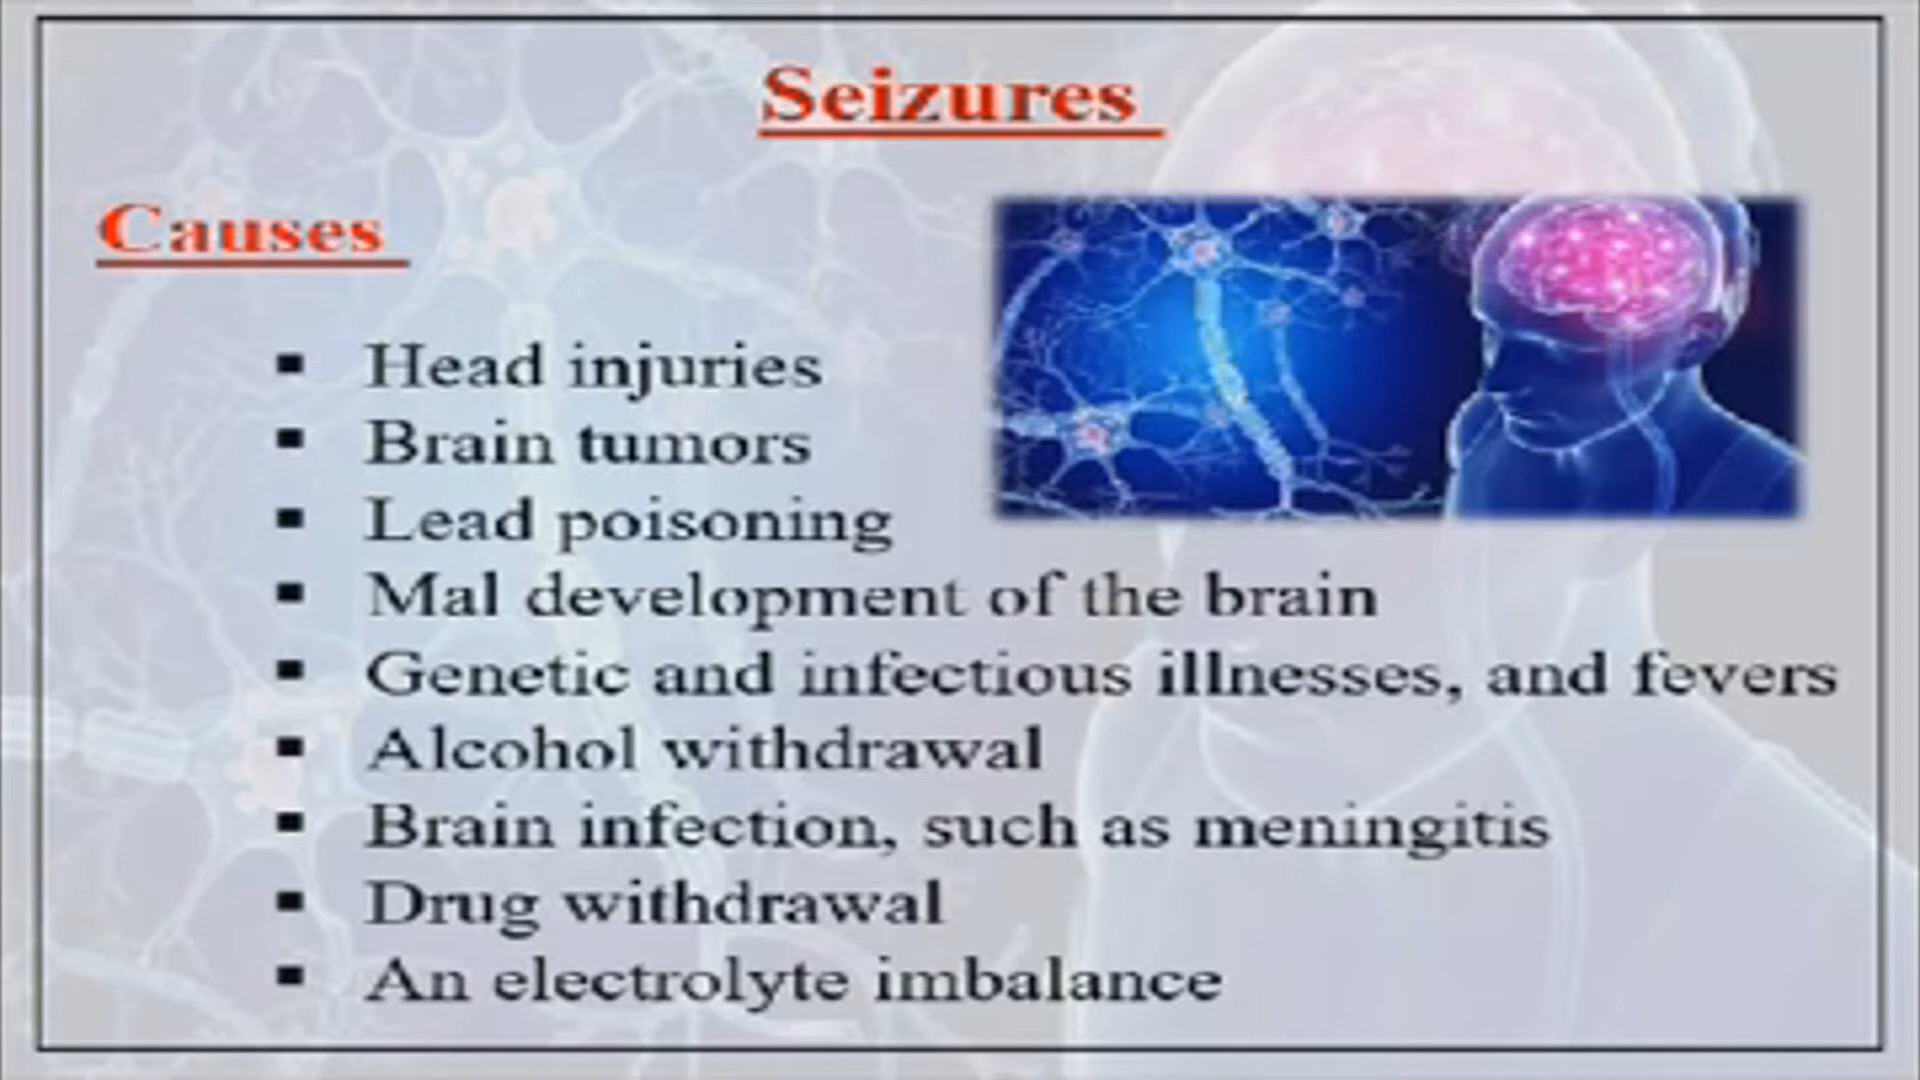 Seizures
Causes
▪ Head injuries
▪ Brain tumors
▪ Lead poisoning
▪ Mal development of the brain
▪ Genetic and infectious illnesses, and fevers
▪ Alcohol withdrawal
▪ Brain infection, such as meningitis
▪ Drug withdrawal
▪ An electrolyte imbalance